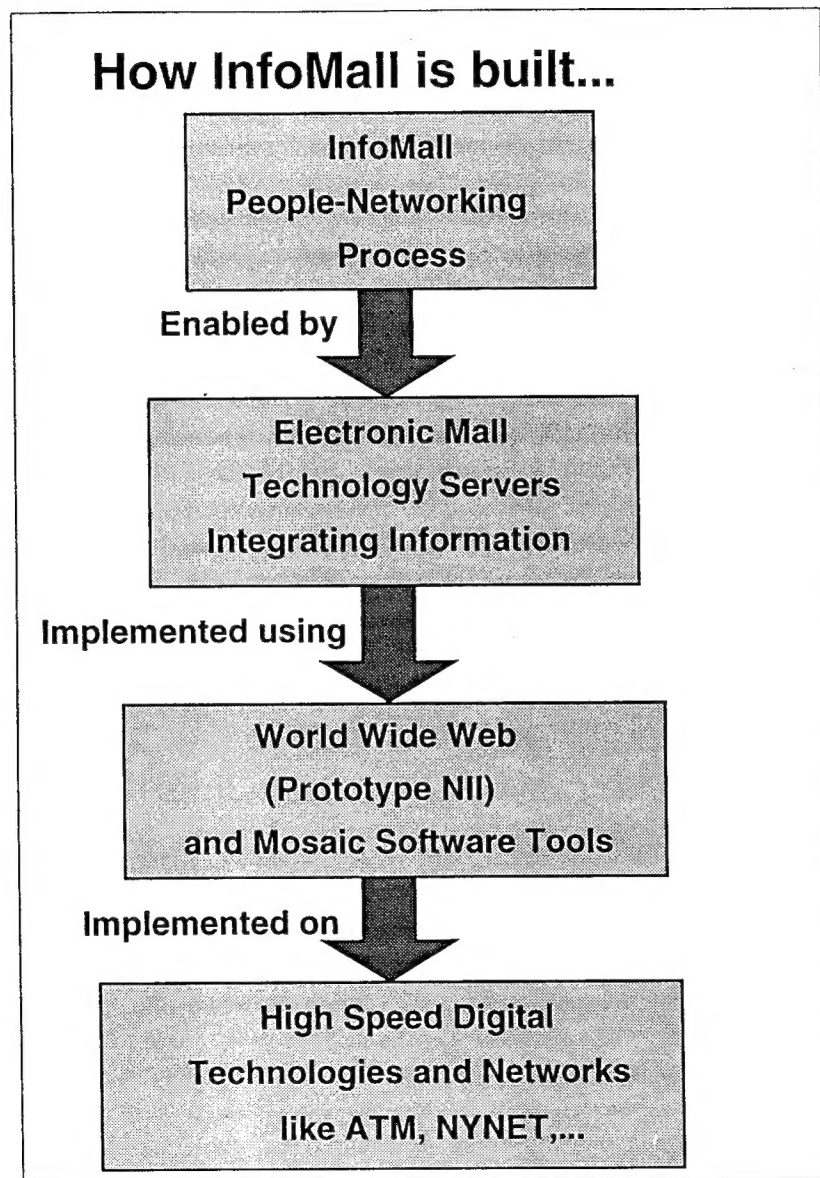 How InfoMall is built...
InfoMall
People-Networking
Process
Enabled by
Electronic Mall
Technology Servers
Integrating Information
Implemented using
World Wide Web
(Prototype NII)
and Mosaic Software Tools
Implemented on
High Speed Digital
Technologies and Networks
like ATM, NYNET,...